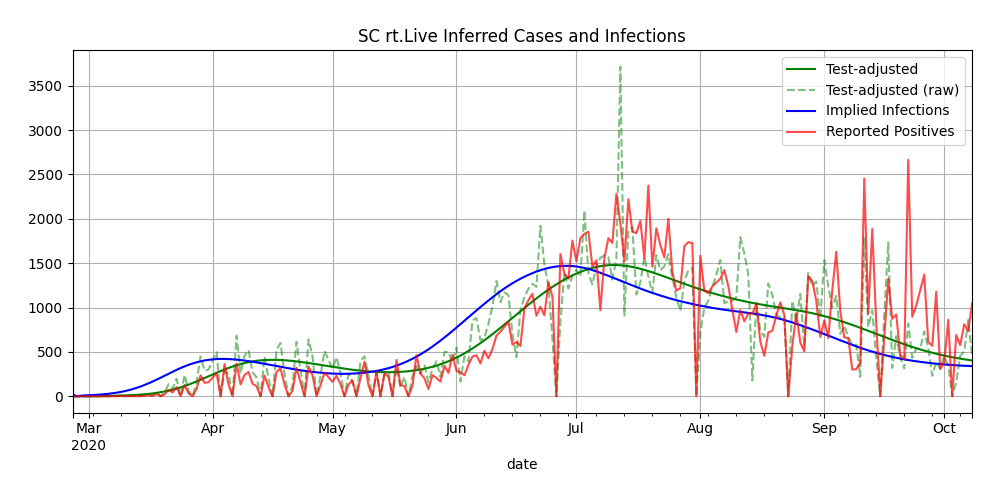 SC rt.Live Inferred Cases and Infections
Test-adjusted
Test-adjusted (raw)
Implied Infections
Reported Positives
3500
3000
2500
2000
1500
1000
500
0
Mar Apr May Jun Jul Aug Sep Oct
2020
date